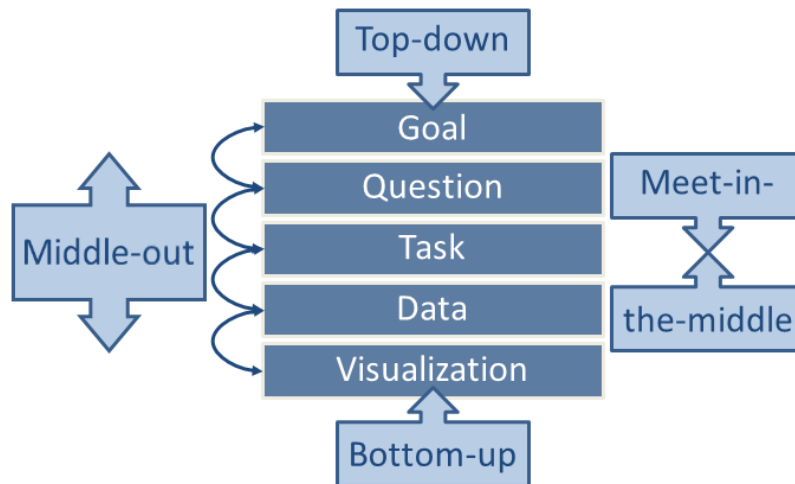 Top-down
Goal
Question
Meet-in-
Middle-out
Task
Data
the-middle
Visualization
Bottom-up